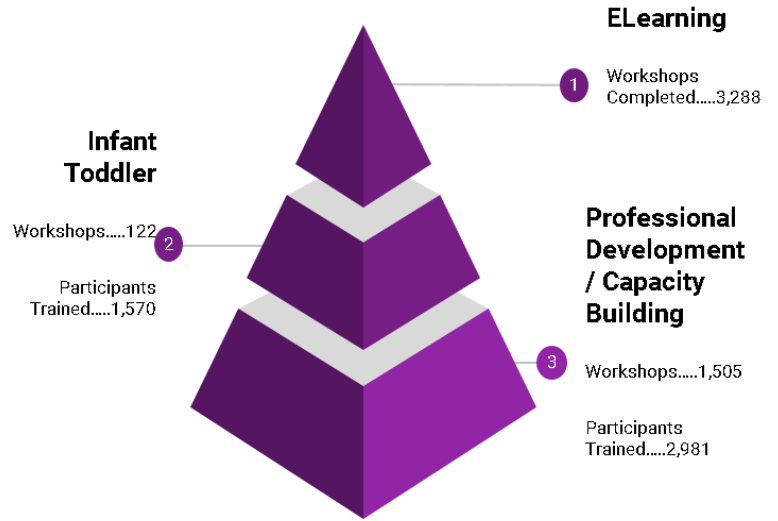 ELearning
1
Workshops
Completed.....3,288
Infant
Toddler
Workshops.....122
2
Participants
Trained.....1,570
Professional
Development
/ Capacity
Building
3
Workshops.....1,505
Participants
Trained.....2,981